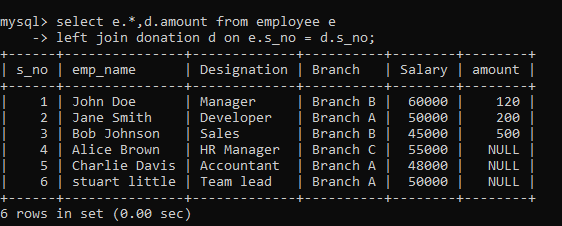 mysql> select e.*,d.amount from employee e
    -> left join donation d on e.s_no = d.s_no;
+------+---------------+-------------+----------+--------+--------+
| s_no | emp_name      | Designation | Branch   | Salary | amount |
+------+---------------+-------------+----------+--------+--------+
|    1 | John Doe      | Manager     | Branch B |  60000 |    120 |
|    2 | Jane Smith    | Developer   | Branch A |  50000 |    200 |
|    3 | Bob Johnson   | Sales       | Branch B |  45000 |    500 |
|    4 | Alice Brown   | HR Manager  | Branch C |  55000 |   NULL |
|    5 | Charlie Davis | Accountant  | Branch A |  48000 |   NULL |
|    6 | stuart little | Team lead   | Branch A |  50000 |   NULL |
+------+---------------+-------------+----------+--------+--------+
6 rows in set (0.00 sec)